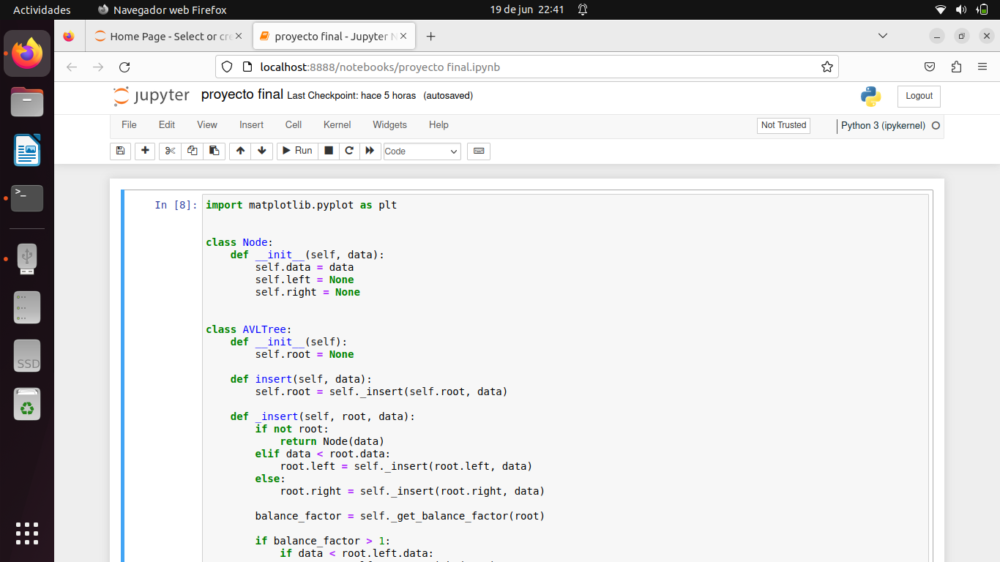 Actividades
Navegador web Firefox
19 de jun 22:41
Home Page - Select or cre
proyecto final - Jupyter N
localhost:8888/notebooks/proyecto final.ipynb
jupyter proyecto final Last Checkpoint: hace 5 horas (autosaved)
Logout
File Edit View Insert Cell Kernel Widgets Help
Not Trusted
Python 3 (ipykernel)
Run
Code
SSD
In [8]:
import matplotlib.pyplot as plt
class Node:
    def __init__(self, data):
        self.data = data
        self.left = None
        self.right = None
class AVLTree:
    def __init__(self):
        self.root = None
    def insert(self, data):
        self.root = self._insert(self.root, data)
    def _insert(self, root, data):
        if not root:
            return Node(data)
        elif data < root.data:
            root.left = self._insert(root.left, data)
        else:
            root.right = self._insert(root.right, data)
        balance_factor = self._get_balance_factor(root)
        if balance_factor > 1:
            if data < root.left.data: